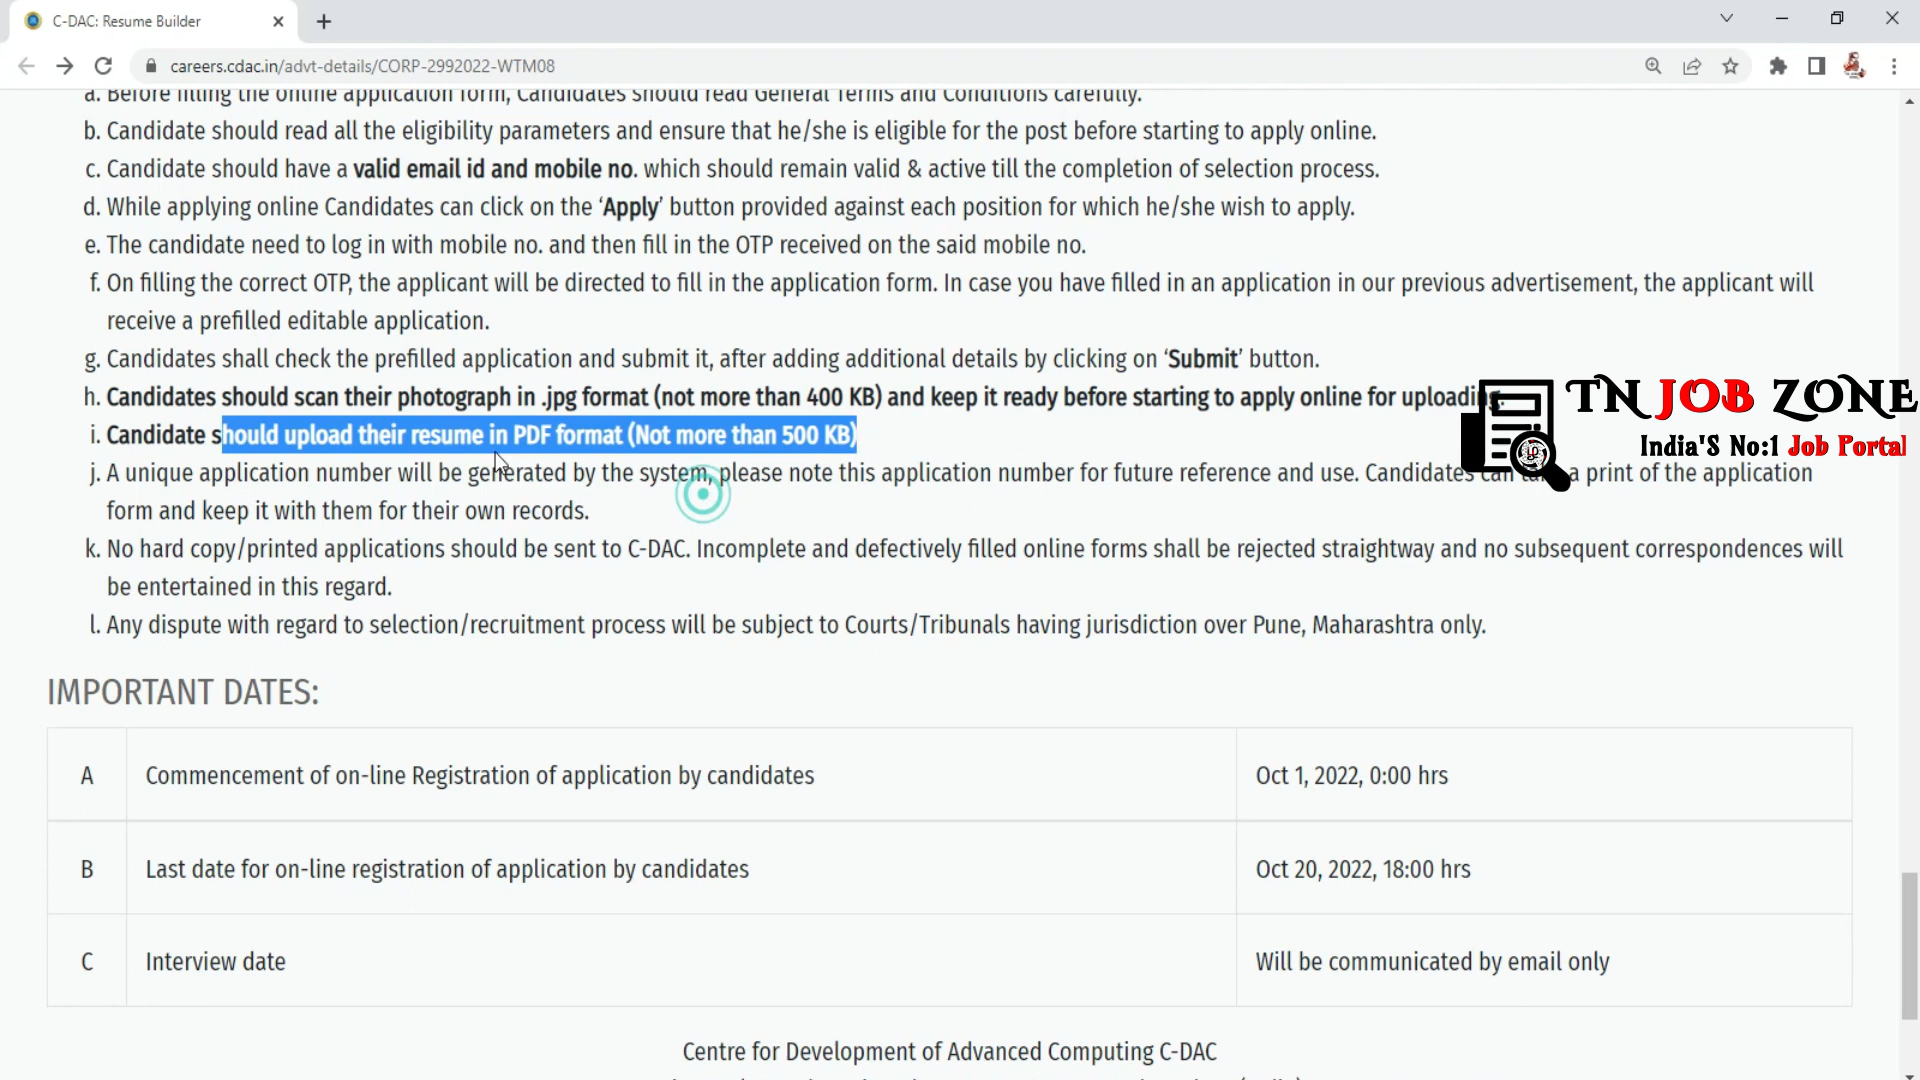 C-DAC: Resume Builder
careers.cdac.in/advt-details/CORP-2992022-WTM08
a. Before filling the online application form, Candidates should read General Terms and Conditions carefully.
b. Candidate should read all the eligibility parameters and ensure that he/she is eligible for the post before starting to apply online.
c. Candidate should have a valid email id and mobile no. which should remain valid & active till the completion of selection process.
d. While applying online Candidates can click on the ‘Apply’ button provided against each position for which he/she wish to apply.
e. The candidate need to log in with mobile no. and then fill in the OTP received on the said mobile no.
f. On filling the correct OTP, the applicant will be directed to fill in the application form. In case you have filled in an application in our previous advertisement, the applicant will
receive a prefilled editable application.
g. Candidates shall check the prefilled application and submit it, after adding additional details by clicking on ‘Submit’ button.
h. Candidates should scan their photograph in .jpg format (not more than 400 KB) and keep it ready before starting to apply online for uploading.
i. Candidate should upload their resume in PDF format (Not more than 500 KB)
j. A unique application number will be generated by the system, please note this application number for future reference and use. Candidates can a print of the application
form and keep it with them for their own records.
k. No hard copy/printed applications should be sent to C-DAC. Incomplete and defectively filled online forms shall be rejected straightway and no subsequent correspondences will
be entertained in this regard.
l. Any dispute with regard to selection/recruitment process will be subject to Courts/Tribunals having jurisdiction over Pune, Maharashtra only.
TN JOB ZONE
India'S No:1 Job Portal
IMPORTANT DATES:
A Commencement of on-line Registration of application by candidates Oct 1, 2022, 0:00 hrs
B Last date for on-line registration of application by candidates Oct 20, 2022, 18:00 hrs
C Interview date Will be communicated by email only
Centre for Development of Advanced Computing C-DAC